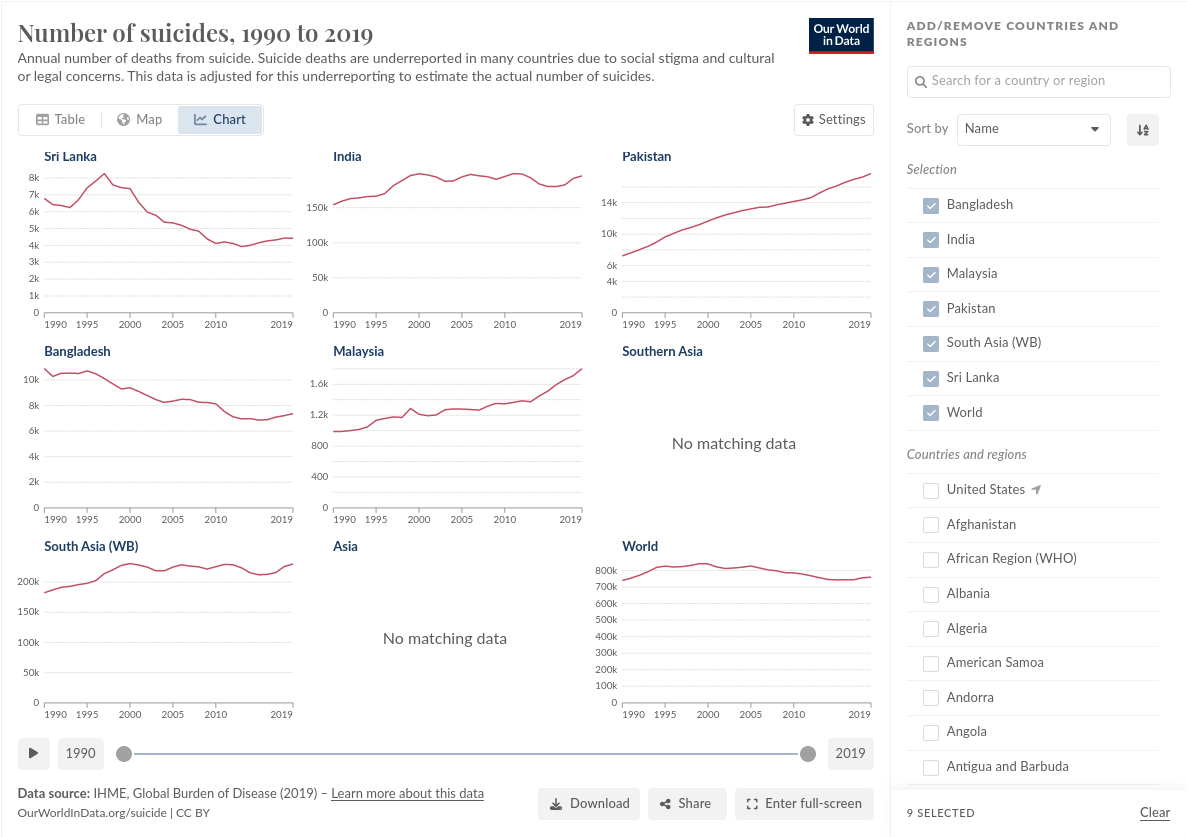 Number of suicides, 1990 to 2019
Annual number of deaths from suicide. Suicide deaths are underreported in many countries due to social stigma and cultural
or legal concerns. This data is adjusted for this underreporting to estimate the actual number of suicides.
Our World
in Data
Table
Map
Chart
Settings
Sri Lanka
8k
7k
6k
5k
4k
3k
2k
1k
0
1990 1995 2000 2005 2010 2019
India
150k
100k
50k
0
1990 1995 2000 2005 2010 2019
Pakistan
14k
10k
6k
4k
0
1990 1995 2000 2005 2010 2019
Bangladesh
10k
8k
6k
4k
2k
0
1990 1995 2000 2005 2010 2019
Malaysia
1.6k
1.2k
800
400
0
1990 1995 2000 2005 2010 2019
Southern Asia
No matching data
South Asia (WB)
200k
150k
100k
50k
0
1990 1995 2000 2005 2010 2019
Asia
No matching data
World
800k
700k
600k
500k
400k
300k
200k
100k
0
1990 1995 2000 2005 2010 2019
1990
2019
Data source: IHME, Global Burden of Disease (2019) – Learn more about this data
OurWorldInData.org/suicide | CC BY
Download
Share
Enter full-screen
ADD/REMOVE COUNTRIES AND
REGIONS
Search for a country or region
Sort by
Name
Selection
Bangladesh
India
Malaysia
Pakistan
South Asia (WB)
Sri Lanka
World
Countries and regions
United States
Afghanistan
African Region (WHO)
Albania
Algeria
American Samoa
Andorra
Angola
Antigua and Barbuda
9 SELECTED
Clear